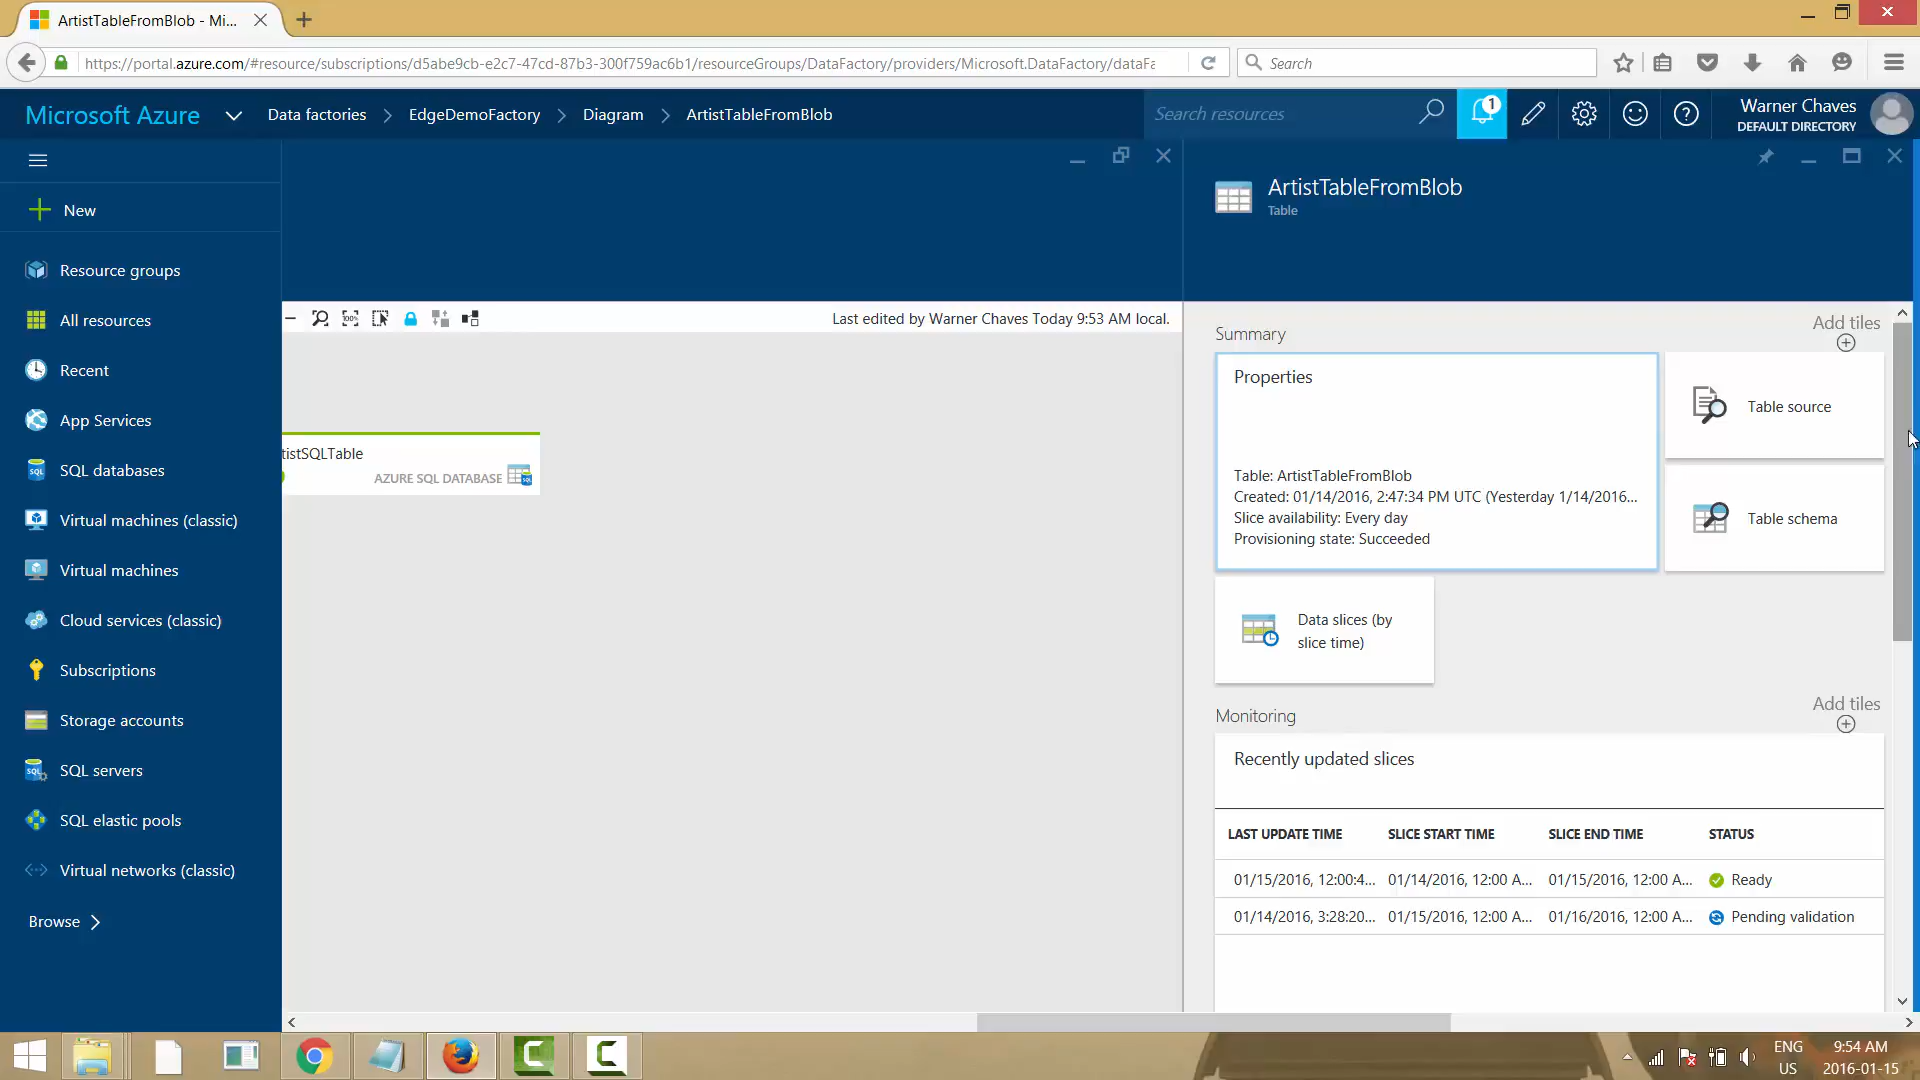 ArtistTableFromBlob - Mi...
https://portal.azure.com/#resource/subscriptions/d5abe9cb-e2c7-47cd-87b3-300f759ac6b1/resourceGroups/DataFactory/providers/Microsoft.DataFactory/dataFa
Search
Microsoft Azure
Data factories
EdgeDemoFactory
Diagram
ArtistTableFromBlob
Search resources
1
Warner Chaves
DEFAULT DIRECTORY
New
Resource groups
All resources
Recent
App Services
SQL databases
Virtual machines (classic)
Virtual machines
Cloud services (classic)
Subscriptions
Storage accounts
SQL servers
SQL elastic pools
Virtual networks (classic)
Browse
100%
Last edited by Warner Chaves Today 9:53 AM local.
tistSQLTable
AZURE SQL DATABASE
ArtistTableFromBlob
Table
Summary
Add tiles
Properties
Table: ArtistTableFromBlob
Created: 01/14/2016, 2:47:34 PM UTC (Yesterday 1/14/2016...
Slice availability: Every day
Provisioning state: Succeeded
Table source
Table schema
Data slices (by
slice time)
Monitoring
Add tiles
Recently updated slices
LAST UPDATE TIME SLICE START TIME SLICE END TIME STATUS
01/15/2016, 12:00:4... 01/14/2016, 12:00 A... 01/15/2016, 12:00 A... Ready
01/14/2016, 3:28:20... 01/15/2016, 12:00 A... 01/16/2016, 12:00 A... Pending validation
ENG
US
9:54 AM
2016-01-15